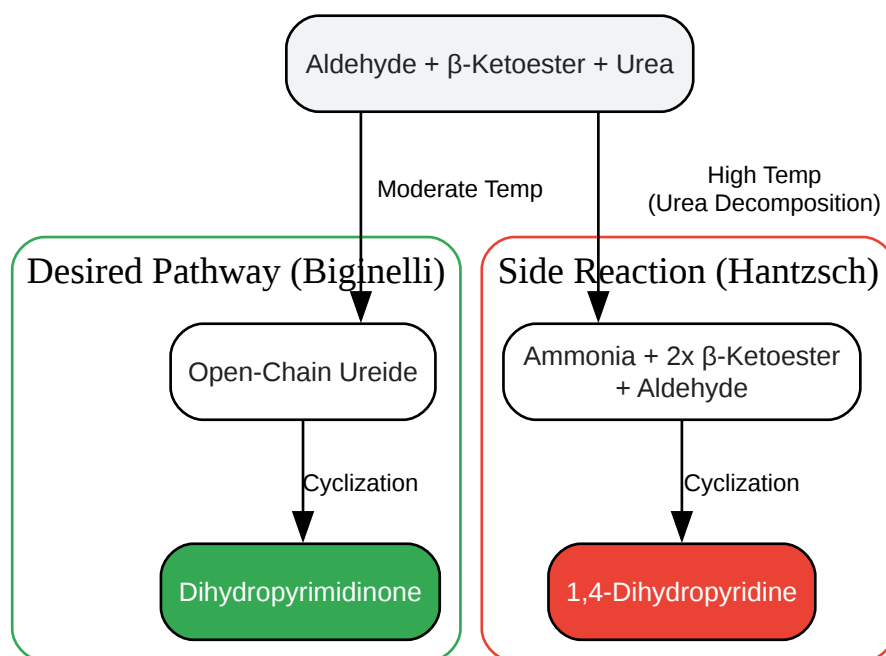 Aldehyde + β-Ketoester + Urea
Moderate Temp
High Temp
(Urea Decomposition)
Desired Pathway (Biginelli)
Side Reaction (Hantzsch)
Open-Chain Ureide
Ammonia + 2x β-Ketoester
+ Aldehyde
Cyclization
Cyclization
Dihydropyrimidinone
1,4-Dihydropyridine